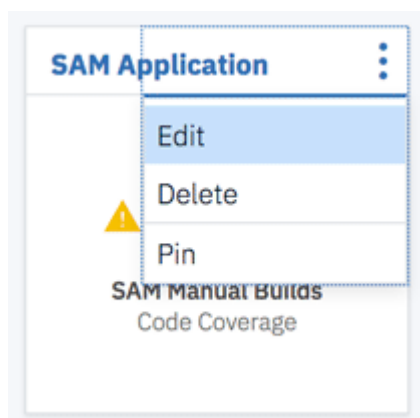 SAM Application
Edit
Delete
Pin
SAM Manual Builds
Code Coverage